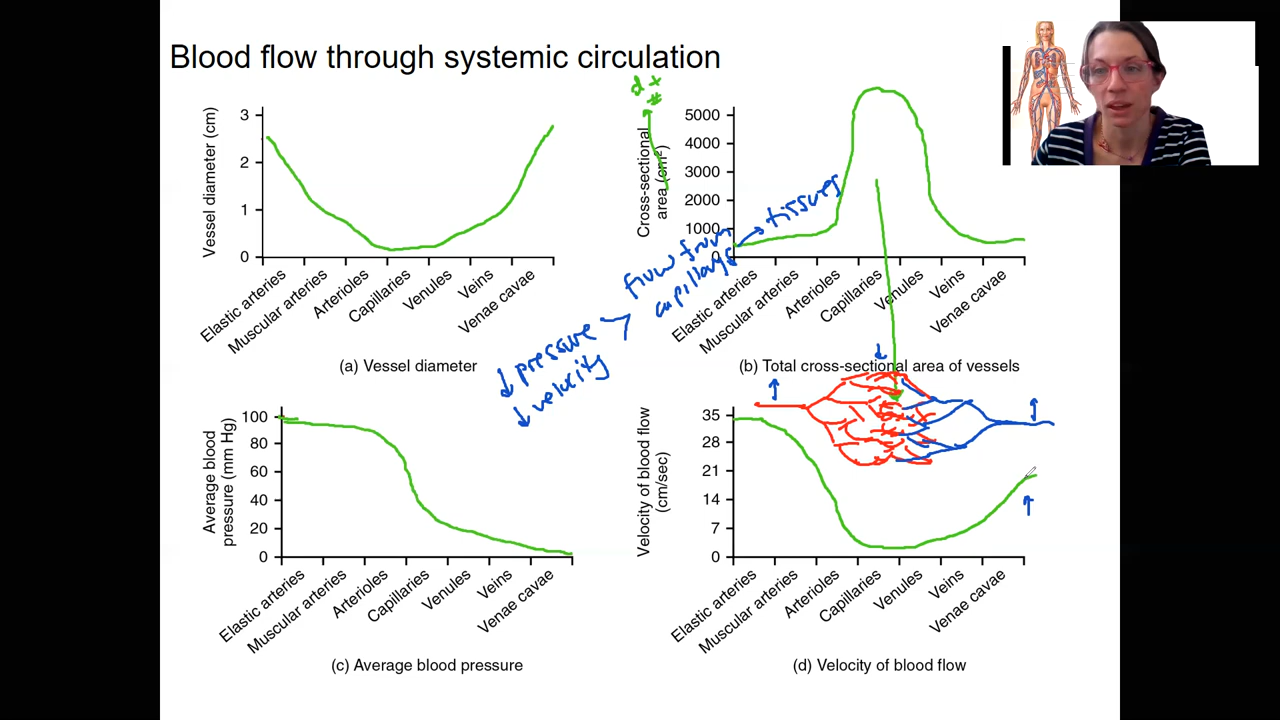 Blood flow through systemic circulation
d +
#
Vessel diameter (cm)
3
2
1
0
Elastic arteries
Muscular arteries
Arterioles
Capillaries
Venules
Veins
Venae cavae
(a) Vessel diameter
Cross-sectional
area (cm²)
5000
4000
3000
2000
1000
0
Elastic arteries
Muscular arteries
Arterioles
Capillaries
Venules
Veins
Venae cavae
(b) Total cross-sectional area of vessels
↓ pressure
↓ velocity
> flow from
capillarys
→ tissues
Average blood
pressure (mm Hg)
100
80
60
40
20
0
Elastic arteries
Muscular arteries
Arterioles
Capillaries
Venules
Veins
Venae cavae
(c) Average blood pressure
Velocity of blood flow
(cm/sec)
35
28
21
14
7
0
Elastic arteries
Muscular arteries
Arterioles
Capillaries
Venules
Veins
Venae cavae
(d) Velocity of blood flow